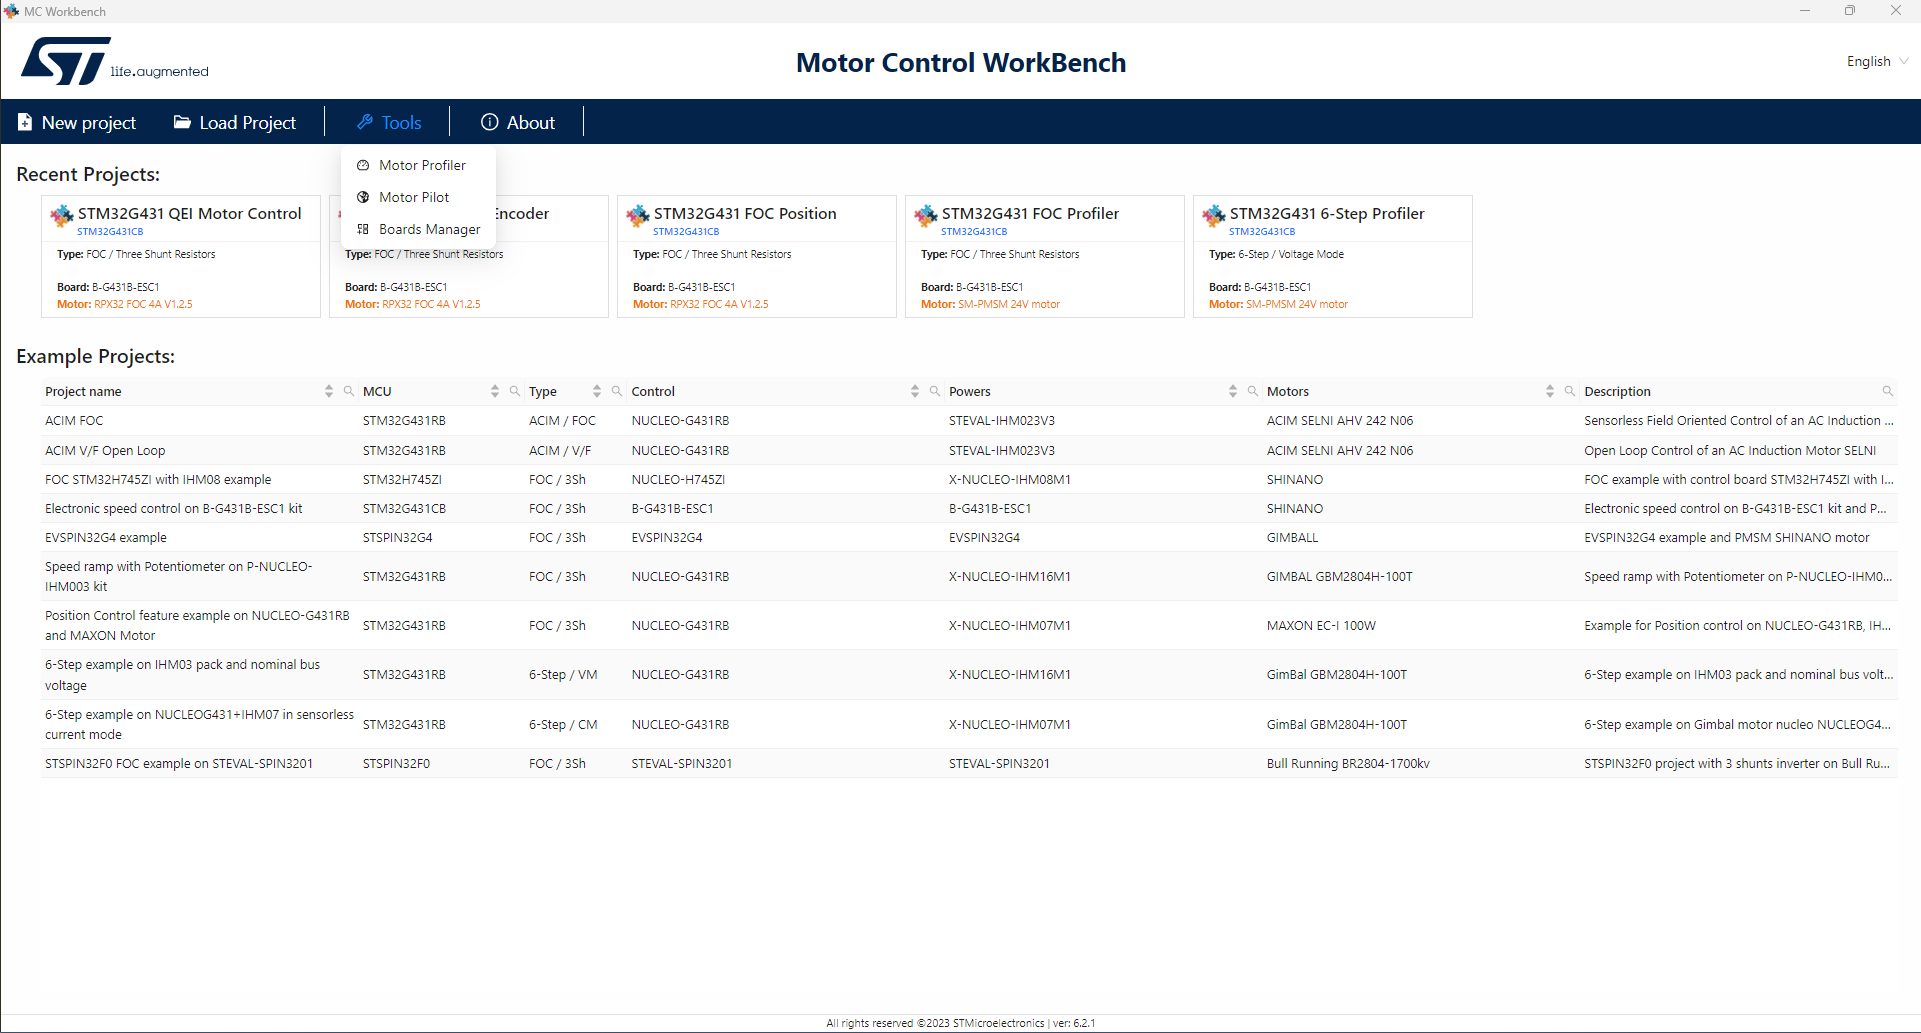 MC Workbench
ST life.augmented
Motor Control WorkBench
English
New project
Load Project
Tools
About
Motor Profiler
Motor Pilot
Boards Manager
Recent Projects:
STM32G431 QEI Motor Control
STM32G431CB
Type: FOC / Three Shunt Resistors
Board: B-G431B-ESC1
Motor: RPX32 FOC 4A V1.2.5
Encoder
Type: FOC / Three Shunt Resistors
Board: B-G431B-ESC1
Motor: RPX32 FOC 4A V1.2.5
STM32G431 FOC Position
STM32G431CB
Type: FOC / Three Shunt Resistors
Board: B-G431B-ESC1
Motor: RPX32 FOC 4A V1.2.5
STM32G431 FOC Profiler
STM32G431CB
Type: FOC / Three Shunt Resistors
Board: B-G431B-ESC1
Motor: SM-PMSM 24V motor
STM32G431 6-Step Profiler
STM32G431CB
Type: 6-Step / Voltage Mode
Board: B-G431B-ESC1
Motor: SM-PMSM 24V motor
Example Projects:
Project name MCU Type Control Powers Motors Description
ACIM FOC STM32G431RB ACIM / FOC NUCLEO-G431RB STEVAL-IHM023V3 ACIM SELNI AHV 242 N06 Sensorless Field Oriented Control of an AC Induction ...
ACIM V/F Open Loop STM32G431RB ACIM / V/F NUCLEO-G431RB STEVAL-IHM023V3 ACIM SELNI AHV 242 N06 Open Loop Control of an AC Induction Motor SELNI
FOC STM32H745ZI with IHM08 example STM32H745ZI FOC / 3Sh NUCLEO-H745ZI X-NUCLEO-IHM08M1 SHINANO FOC example with control board STM32H745ZI with I...
Electronic speed control on B-G431B-ESC1 kit STM32G431CB FOC / 3Sh B-G431B-ESC1 B-G431B-ESC1 SHINANO Electronic speed control on B-G431B-ESC1 kit and P...
EVSPIN32G4 example STSPIN32G4 FOC / 3Sh EVSPIN32G4 EVSPIN32G4 GIMBALL EVSPIN32G4 example and PMSM SHINANO motor
Speed ramp with Potentiometer on P-NUCLEO-
IHM003 kit STM32G431RB FOC / 3Sh NUCLEO-G431RB X-NUCLEO-IHM16M1 GIMBAL GBM2804H-100T Speed ramp with Potentiometer on P-NUCLEO-IHM0...
Position Control feature example on NUCLEO-G431RB
and MAXON Motor STM32G431RB FOC / 3Sh NUCLEO-G431RB X-NUCLEO-IHM07M1 MAXON EC-I 100W Example for Position control on NUCLEO-G431RB, IH...
6-Step example on IHM03 pack and nominal bus
voltage STM32G431RB 6-Step / VM NUCLEO-G431RB X-NUCLEO-IHM16M1 GimBal GBM2804H-100T 6-Step example on IHM03 pack and nominal bus volt...
6-Step example on NUCLEOG431+IHM07 in sensorless
current mode STM32G431RB 6-Step / CM NUCLEO-G431RB X-NUCLEO-IHM07M1 GimBal GBM2804H-100T 6-Step example on Gimbal motor nucleo NUCLEOG4...
STSPIN32F0 FOC example on STEVAL-SPIN3201 STSPIN32F0 FOC / 3Sh STEVAL-SPIN3201 STEVAL-SPIN3201 Bull Running BR2804-1700kv STSPIN32F0 project with 3 shunts inverter on Bull Ru...
All rights reserved ©2023 STMicroelectronics | ver: 6.2.1